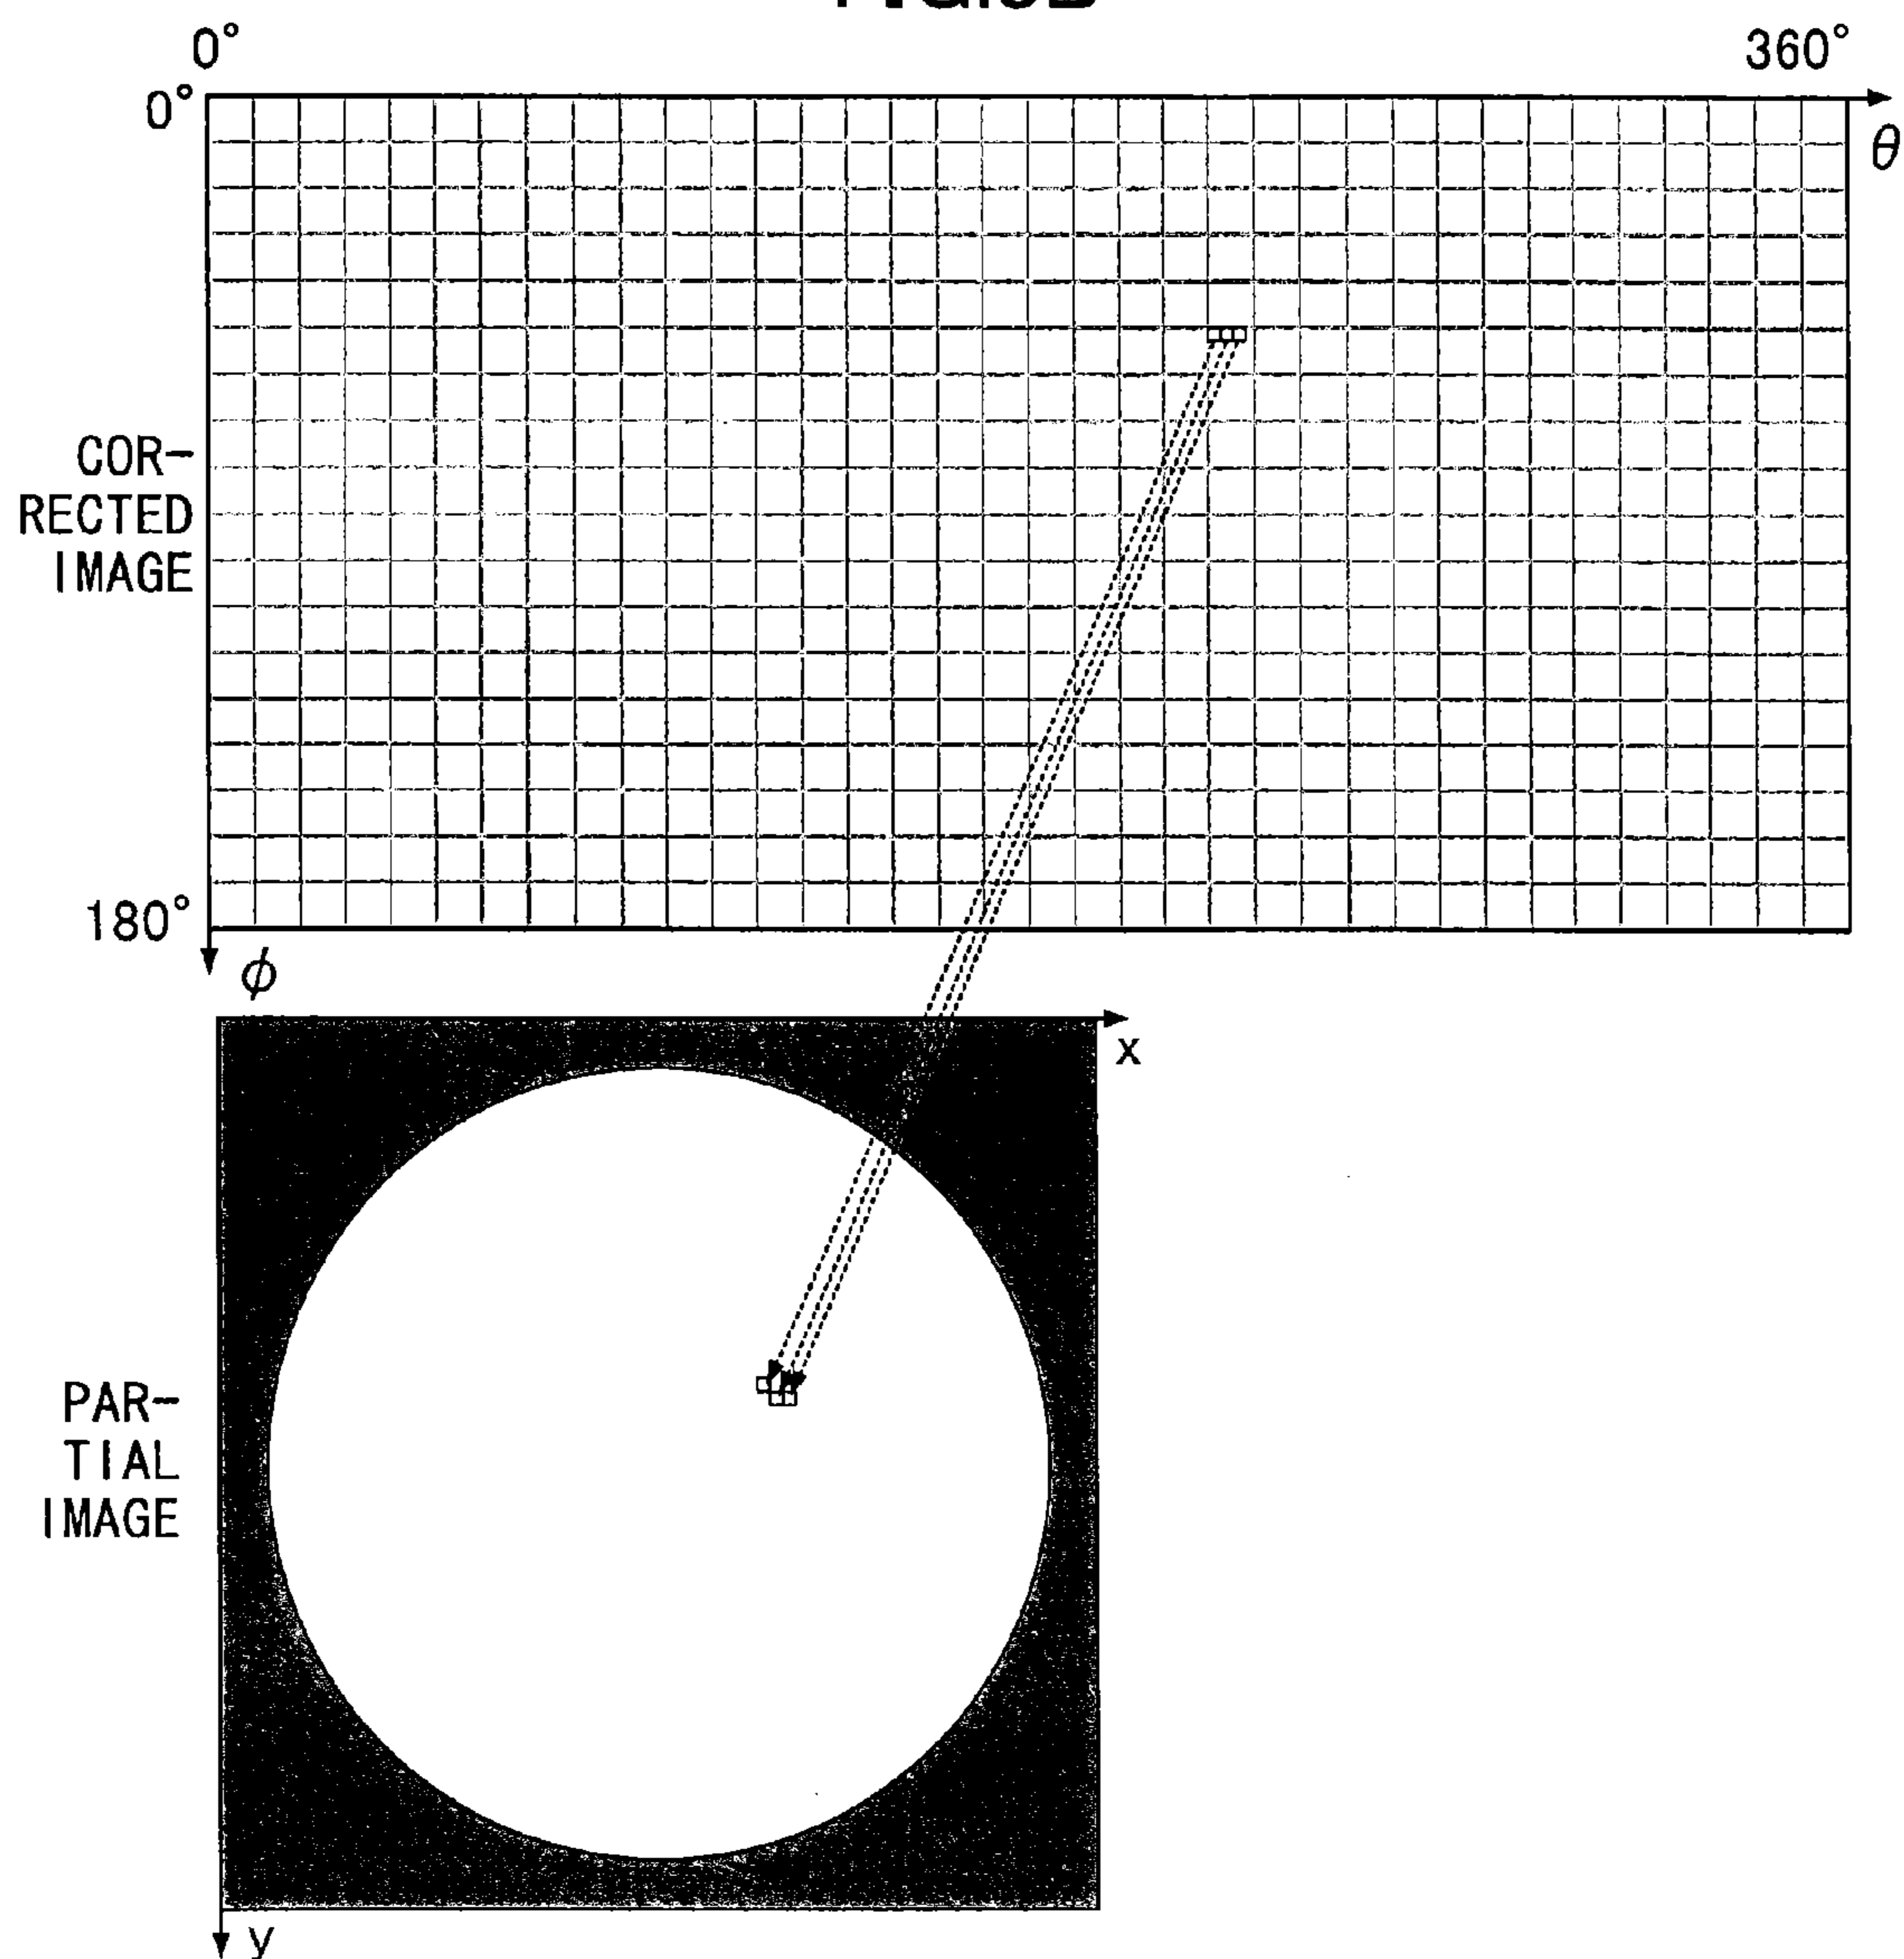 0°
360°
0°
θ
COR-
RECTED
IMAGE
180°
φ
x
PAR-
TIAL
IMAGE
y